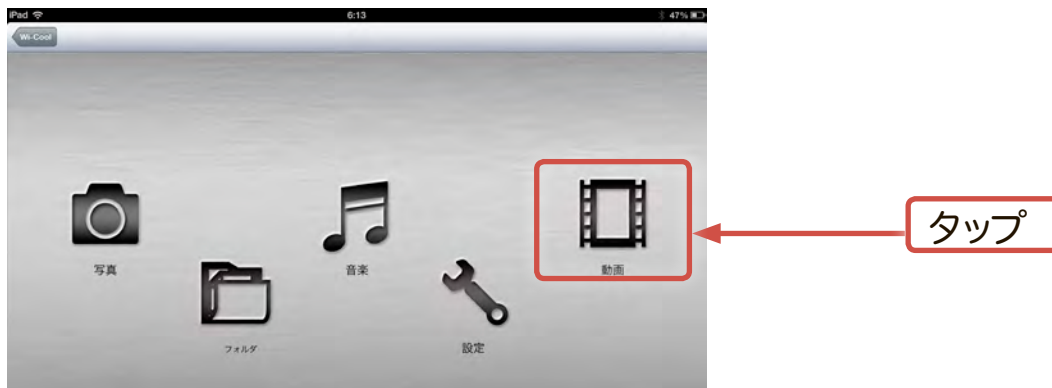 iPad 6:13 47%
Wi-Cool
写真
音楽
動画
フォルダ
設定
タップ